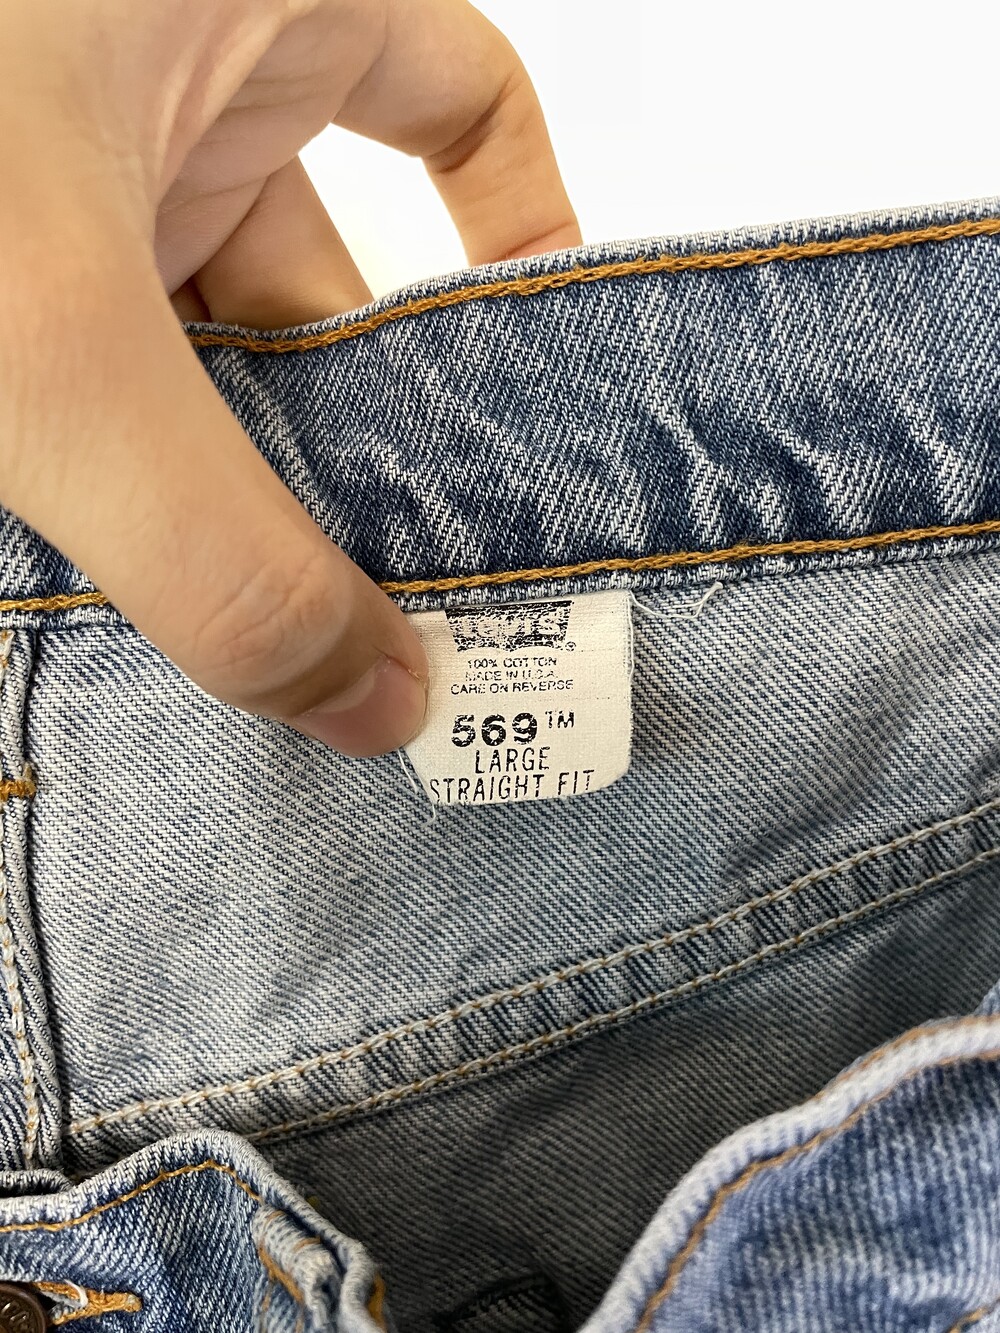 Levi's®
100% COTTON
MADE IN U.S.A.
CARE ON REVERSE
569™
LARGE
STRAIGHT FIT